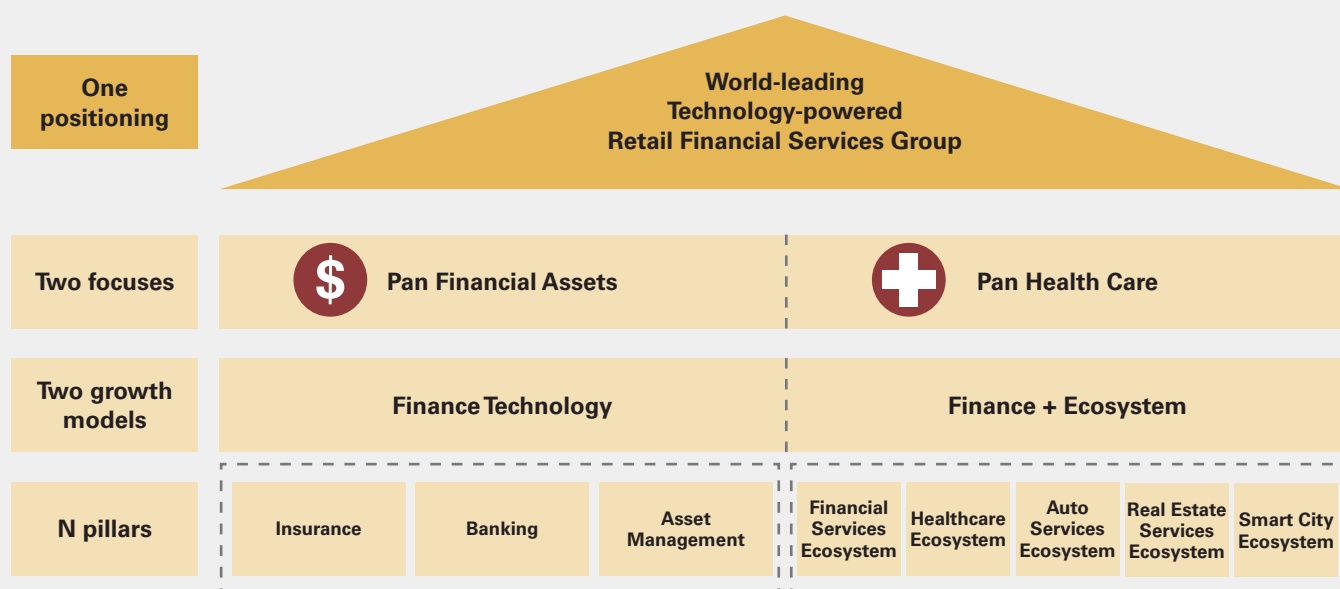 One
positioning
World-leading
Technology-powered
Retail Financial Services Group
Two focuses
$
Pan Financial Assets
Pan Health Care
Two growth
models
Finance Technology
Finance + Ecosystem
N pillars
Insurance
Banking
Asset
Management
Financial
Services
Ecosystem
Healthcare
Ecosystem
Auto
Services
Ecosystem
Real Estate
Services
Ecosystem
Smart City
Ecosystem